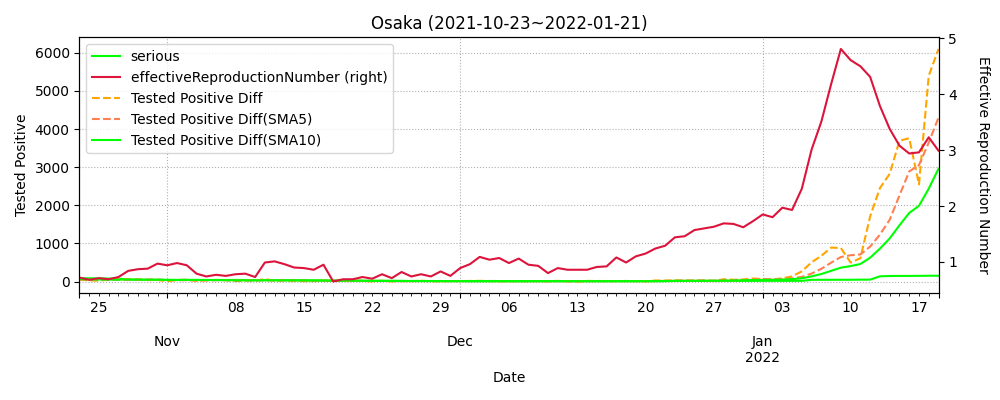 Osaka (2021-10-23~2022-01-21)
serious
effectiveReproductionNumber (right)
Tested Positive Diff
Tested Positive Diff(SMA5)
Tested Positive Diff(SMA10)
Tested Positive
6000
5000
4000
3000
2000
1000
0
5
4
3
2
1
Effective Reproduction Number
25 08 15 22 29 06 13 20 27 03 10 17
Nov Dec Jan
2022
Date